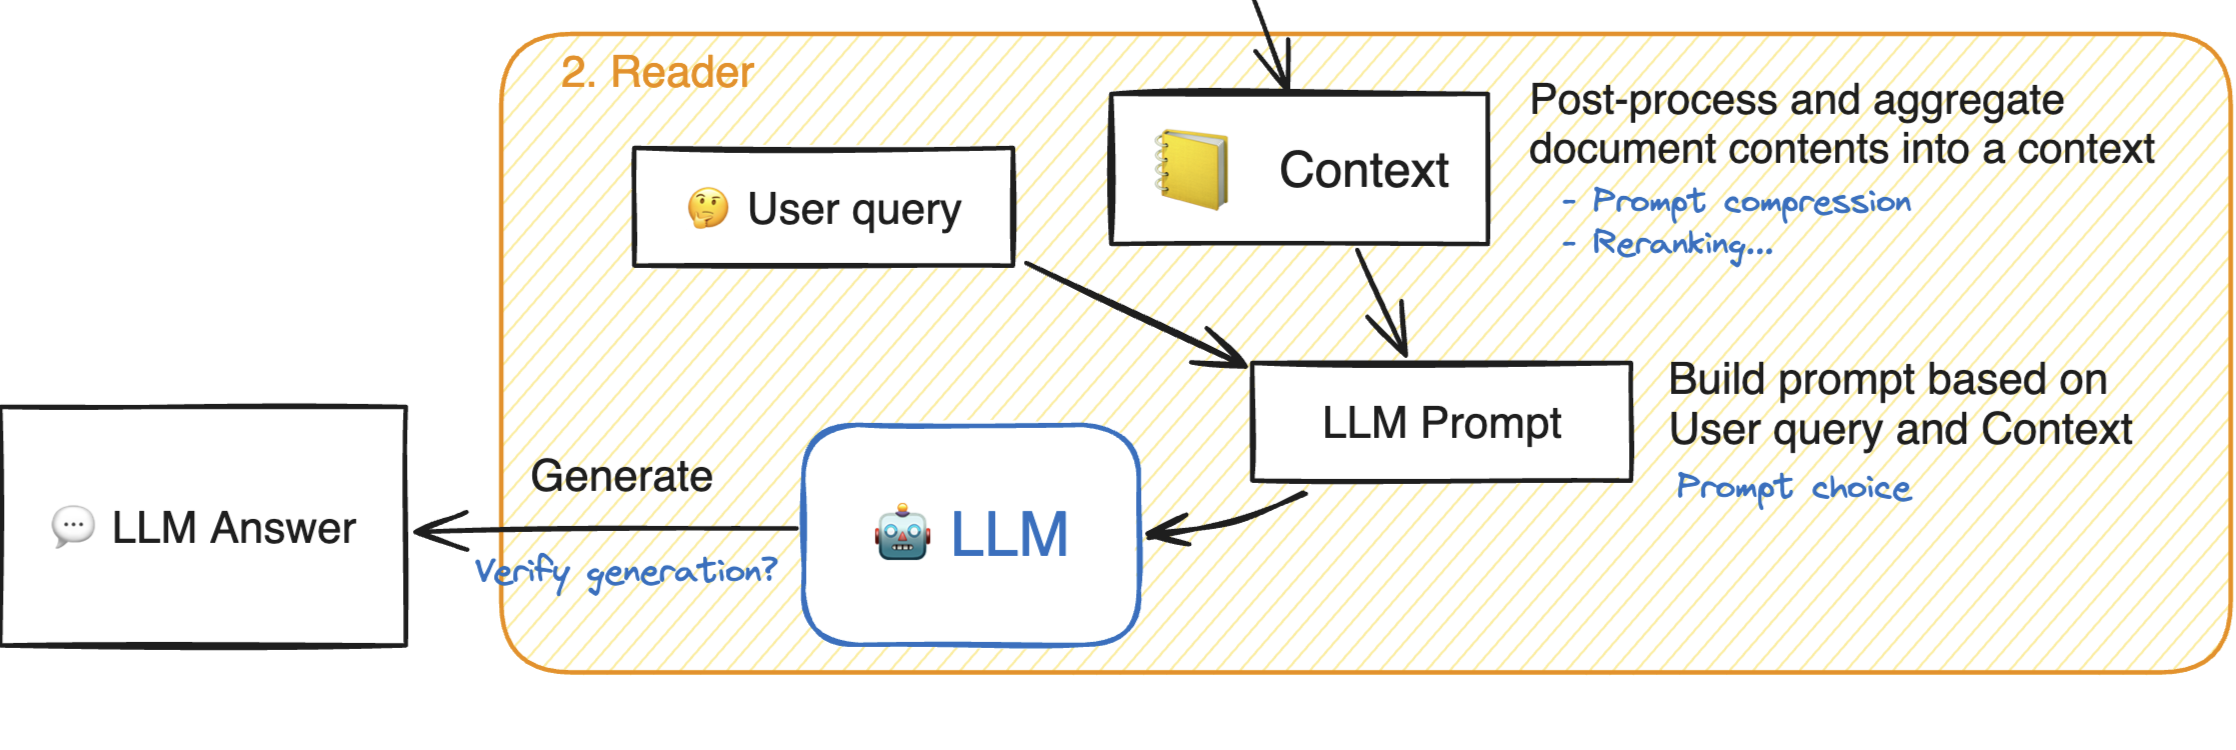 2. Reader
Context
Post-process and aggregate
document contents into a context
- Prompt compression
- Reranking...
User query
LLM Prompt
Build prompt based on
User query and Context
Prompt choice
LLM
Generate
Verify generation?
LLM Answer